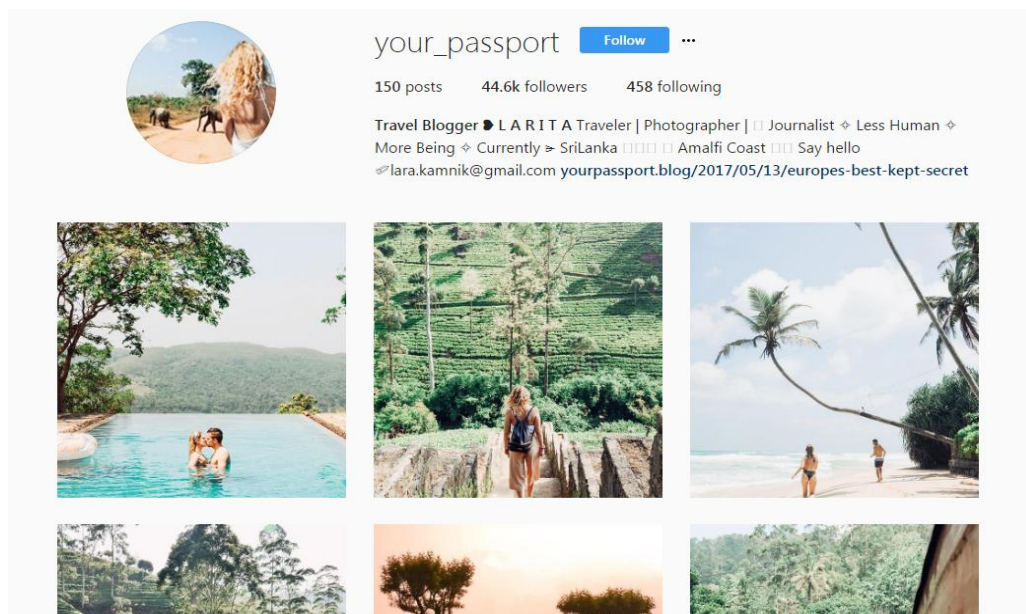 your_passport Follow ...
150 posts 44.6k followers 458 following
Travel Blogger ❥ L A R I T A Traveler | Photographer | □ Journalist ✧ Less Human ✧
More Being ✧ Currently ➳ SriLanka □□□ □ Amalfi Coast □□ Say hello
✐lara.kamnik@gmail.com yourpassport.blog/2017/05/13/europes-best-kept-secret